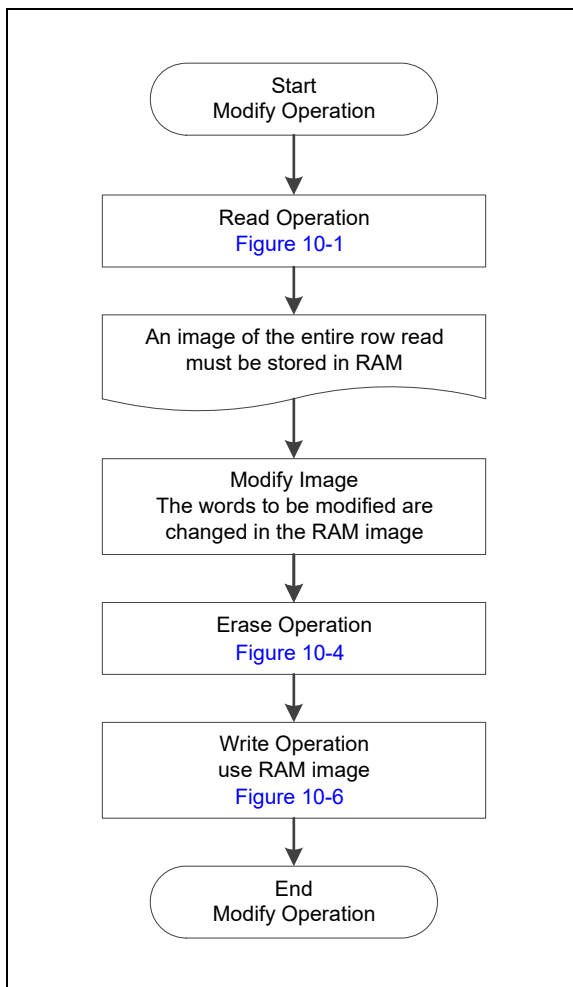 Start
Modify Operation
Read Operation
Figure 10-1
An image of the entire row read
must be stored in RAM
Modify Image
The words to be modified are
changed in the RAM image
Erase Operation
Figure 10-4
Write Operation
use RAM image
Figure 10-6
End
Modify Operation